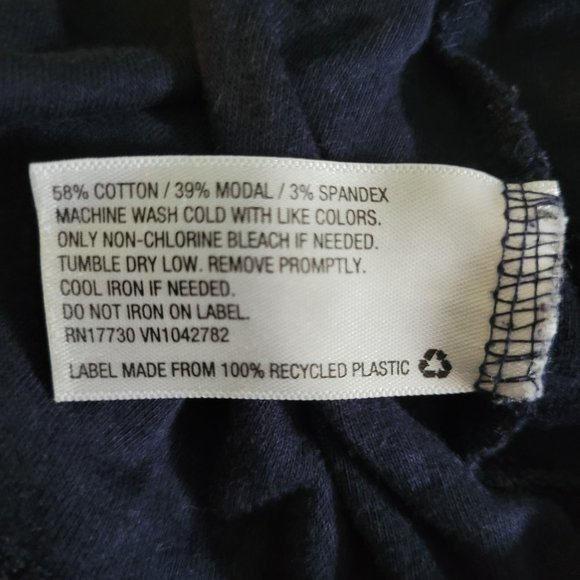 58% COTTON / 39% MODAL / 3% SPANDEX
MACHINE WASH COLD WITH LIKE COLORS.
ONLY NON-CHLORINE BLEACH IF NEEDED.
TUMBLE DRY LOW. REMOVE PROMPTLY.
COOL IRON IF NEEDED.
DO NOT IRON ON LABEL.
RN17730 VN1042782
LABEL MADE FROM 100% RECYCLED PLASTIC